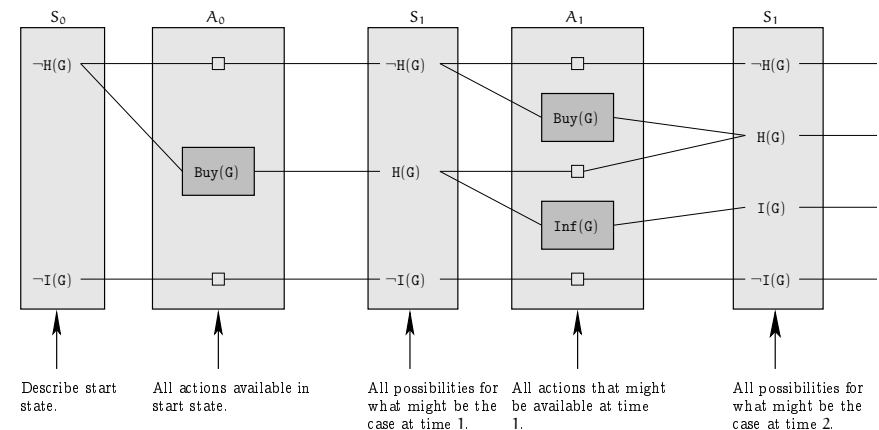 S₀ A₀ S₁ A₁ S₁
¬H(G) ¬H(G) ¬H(G)
Buy(G) H(G)
Buy(G) H(G)
Inf(G) I(G)
¬I(G) ¬I(G) ¬I(G)
Describe start
state.
All actions available in
start state.
All possibilities for
what might be the
case at time 1.
All actions that might
be available at time
1.
All possibilities for
what might be the
case at time 2.